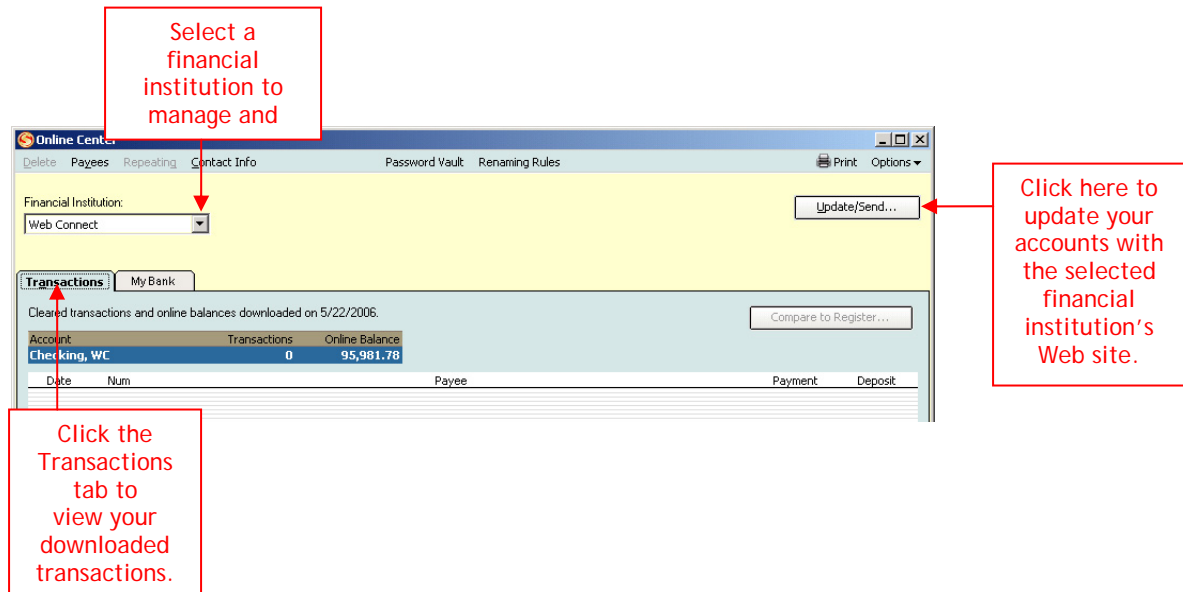 Select a
financial
institution to
manage and
Online Center
Delete Payees Repeating Contact Info Password Vault Renaming Rules Print Options
Financial Institution:
Web Connect
Update/Send...
Click here to
update your
accounts with
the selected
financial
institution's
Web site.
Transactions My Bank
Cleared transactions and online balances downloaded on 5/22/2006.
Compare to Register...
Account Transactions Online Balance
Checking, WC 0 95,981.78
Date Num Payee Payment Deposit
Click the
Transactions
tab to
view your
downloaded
transactions.